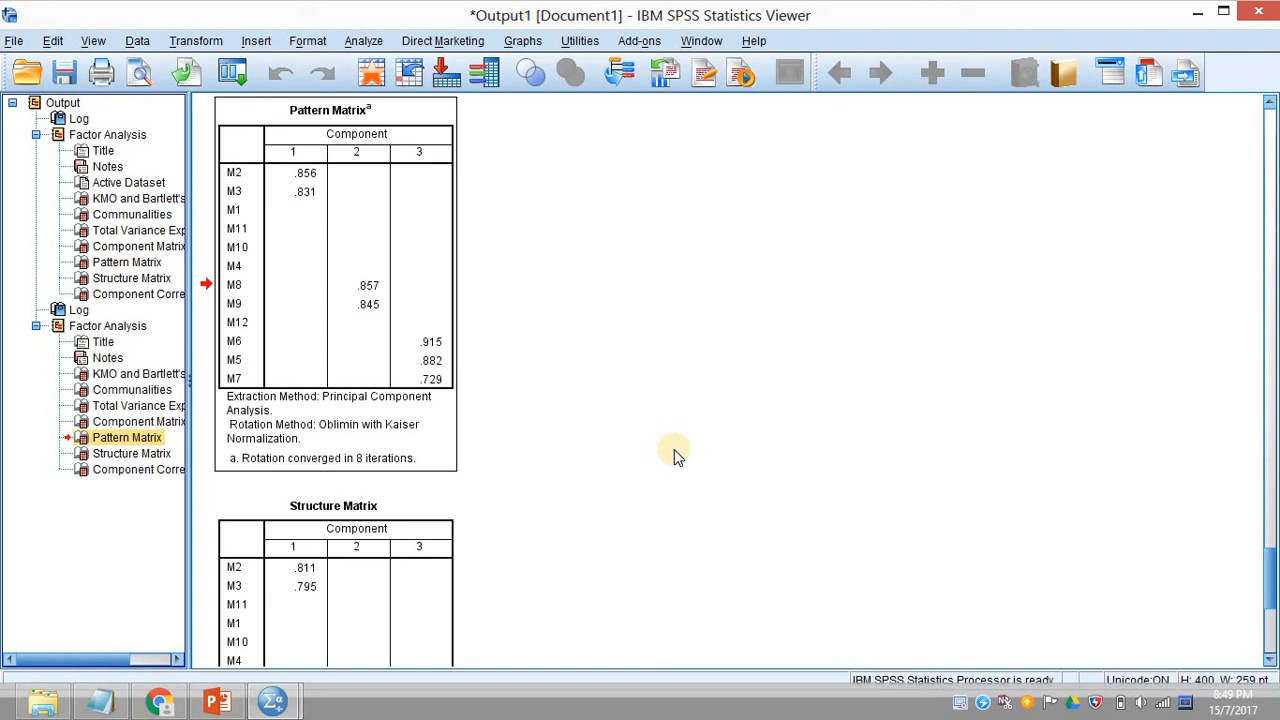 *Output1 [Document1] - IBM SPSS Statistics Viewer
File Edit View Data Transform Insert Format Analyze Direct Marketing Graphs Utilities Add-ons Window Help
Output
Log
Factor Analysis
Title
Notes
Active Dataset
KMO and Bartlett's
Communalities
Total Variance Exp
Component Matrix
Pattern Matrix
Structure Matrix
Component Corre
Log
Factor Analysis
Title
Notes
KMO and Bartlett's
Communalities
Total Variance Exp
Component Matrix
Pattern Matrix
Structure Matrix
Component Corre
Pattern Matrixa
Component
1 2 3
M2 .856
M3 .831
M1
M11
M10
M4
M8 .857
M9 .845
M12
M6 .915
M5 .882
M7 .729
Extraction Method: Principal Component
Analysis.
Rotation Method: Oblimin with Kaiser
Normalization.
a. Rotation converged in 8 iterations.
Structure Matrix
Component
1 2 3
M2 .811
M3 .795
M11
M1
M10
M4
IBM SPSS Statistics Processor is ready Unicode:ON H: 400, W: 259 pt
8:49 PM
15/7/2017